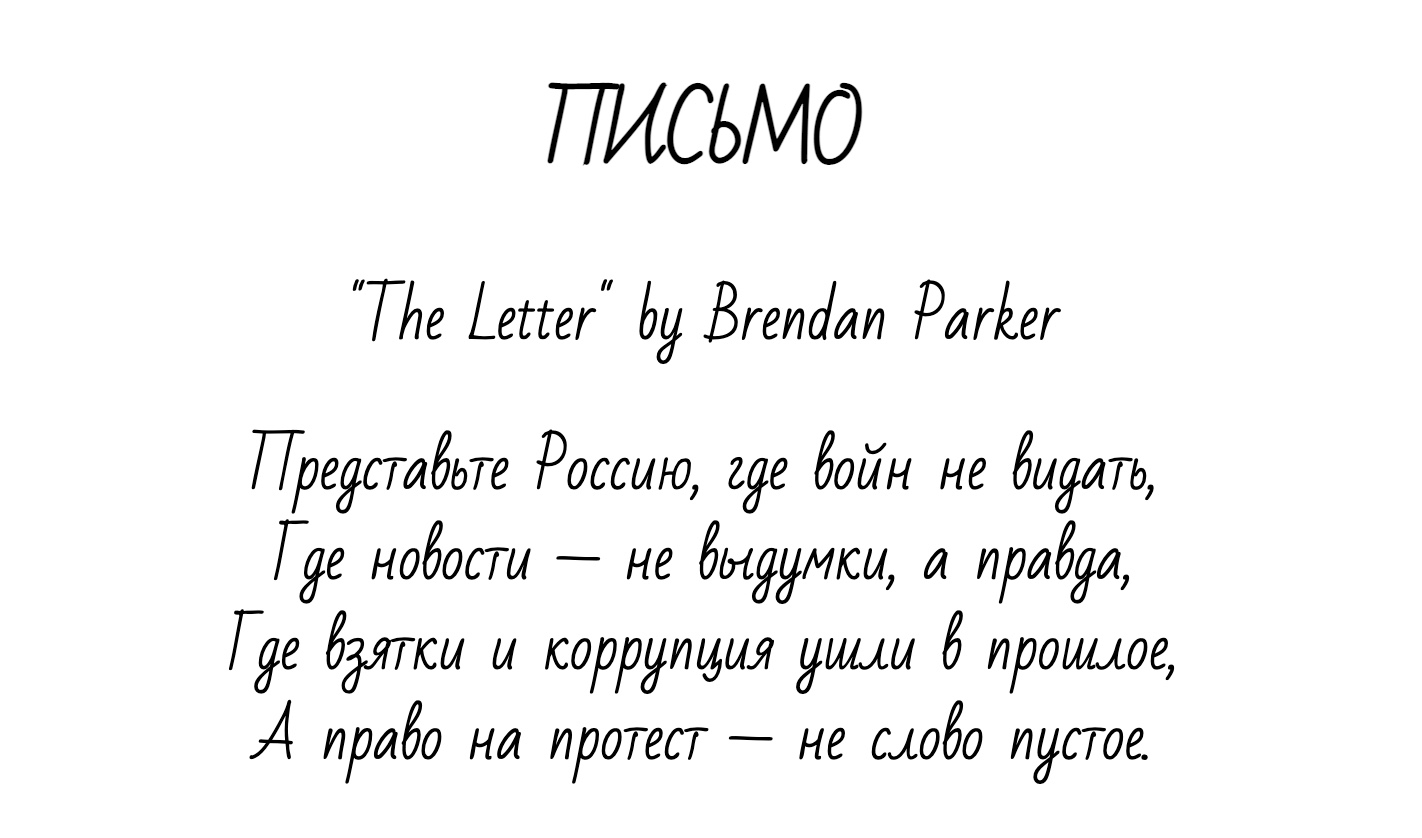 ПИСЬМО
"The Letter" by Brendan Parker
Представьте Россию, где войн не видать,
Где новости — не выдумки, а правда,
Где взятки и коррупция ушли в прошлое,
А право на протест — не слово пустое.